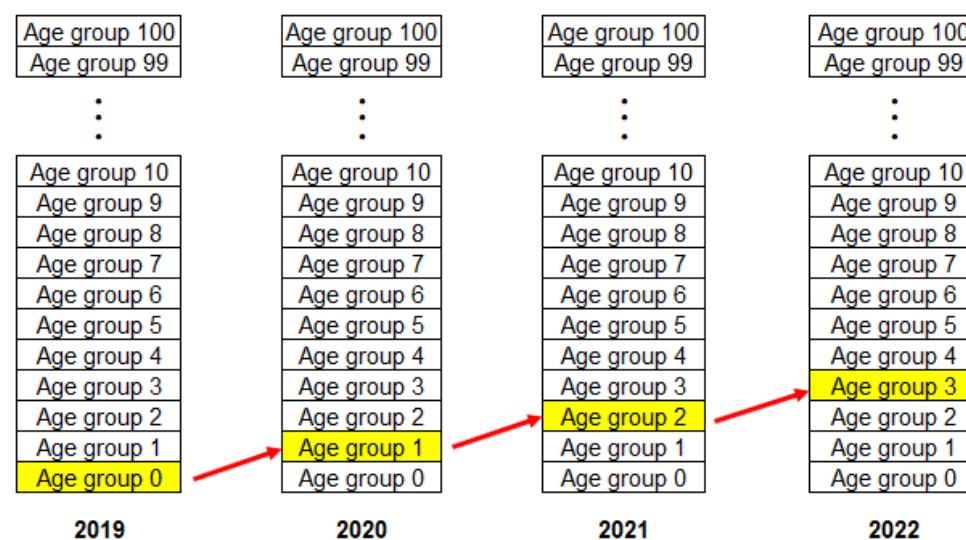 Age group 100 Age group 100 Age group 100 Age group 100
Age group 99 Age group 99 Age group 99 Age group 99
Age group 10 Age group 10 Age group 10 Age group 10
Age group 9 Age group 9 Age group 9 Age group 9
Age group 8 Age group 8 Age group 8 Age group 8
Age group 7 Age group 7 Age group 7 Age group 7
Age group 6 Age group 6 Age group 6 Age group 6
Age group 5 Age group 5 Age group 5 Age group 5
Age group 4 Age group 4 Age group 4 Age group 4
Age group 3 Age group 3 Age group 3 Age group 3
Age group 2 Age group 2 Age group 2 Age group 2
Age group 1 Age group 1 Age group 1 Age group 1
Age group 0 Age group 0 Age group 0 Age group 0
2019 2020 2021 2022